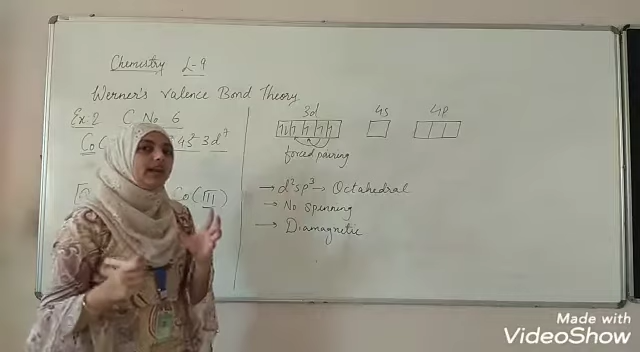 Chemistry L-9
Werner's Valence Bond Theory
Ex.2 C No 6
Co( 4s² 3d⁷
Co(III)
3d 4s 4p
forced pairing
→ d²sp³ → Octahedral
→ No spinning
→ Diamagnetic
Made with
VideoShow